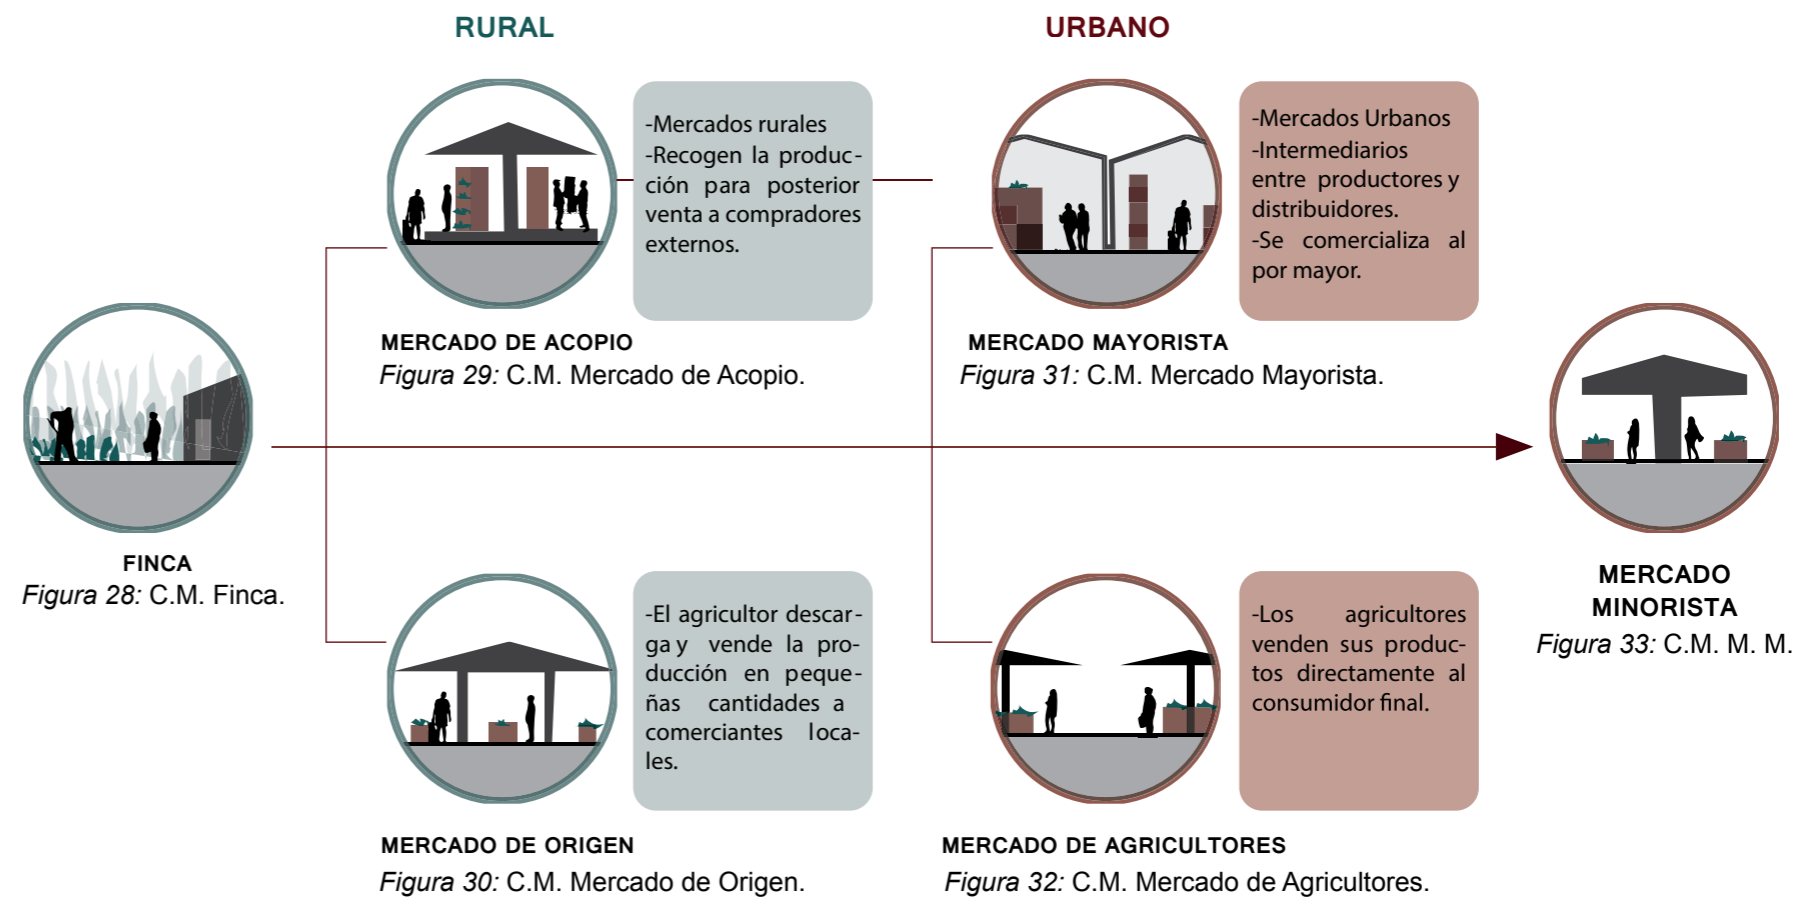 RURAL
URBANO
-Mercados rurales
-Recogen la produc-
ción para posterior
venta a compradores
externos.
-Mercados Urbanos
-Intermediarios
entre productores y
distribuidores.
-Se comercializa al
por mayor.
MERCADO DE ACOPIO
Figura 29: C.M. Mercado de Acopio.
MERCADO MAYORISTA
Figura 31: C.M. Mercado Mayorista.
FINCA
Figura 28: C.M. Finca.
MERCADO
MINORISTA
Figura 33: C.M. M. M.
-El agricultor descar-
ga y vende la pro-
ducción en peque-
ñas cantidades a
comerciantes loca-
les.
-Los agricultores
venden sus produc-
tos directamente al
consumidor final.
MERCADO DE ORIGEN
Figura 30: C.M. Mercado de Origen.
MERCADO DE AGRICULTORES
Figura 32: C.M. Mercado de Agricultores.